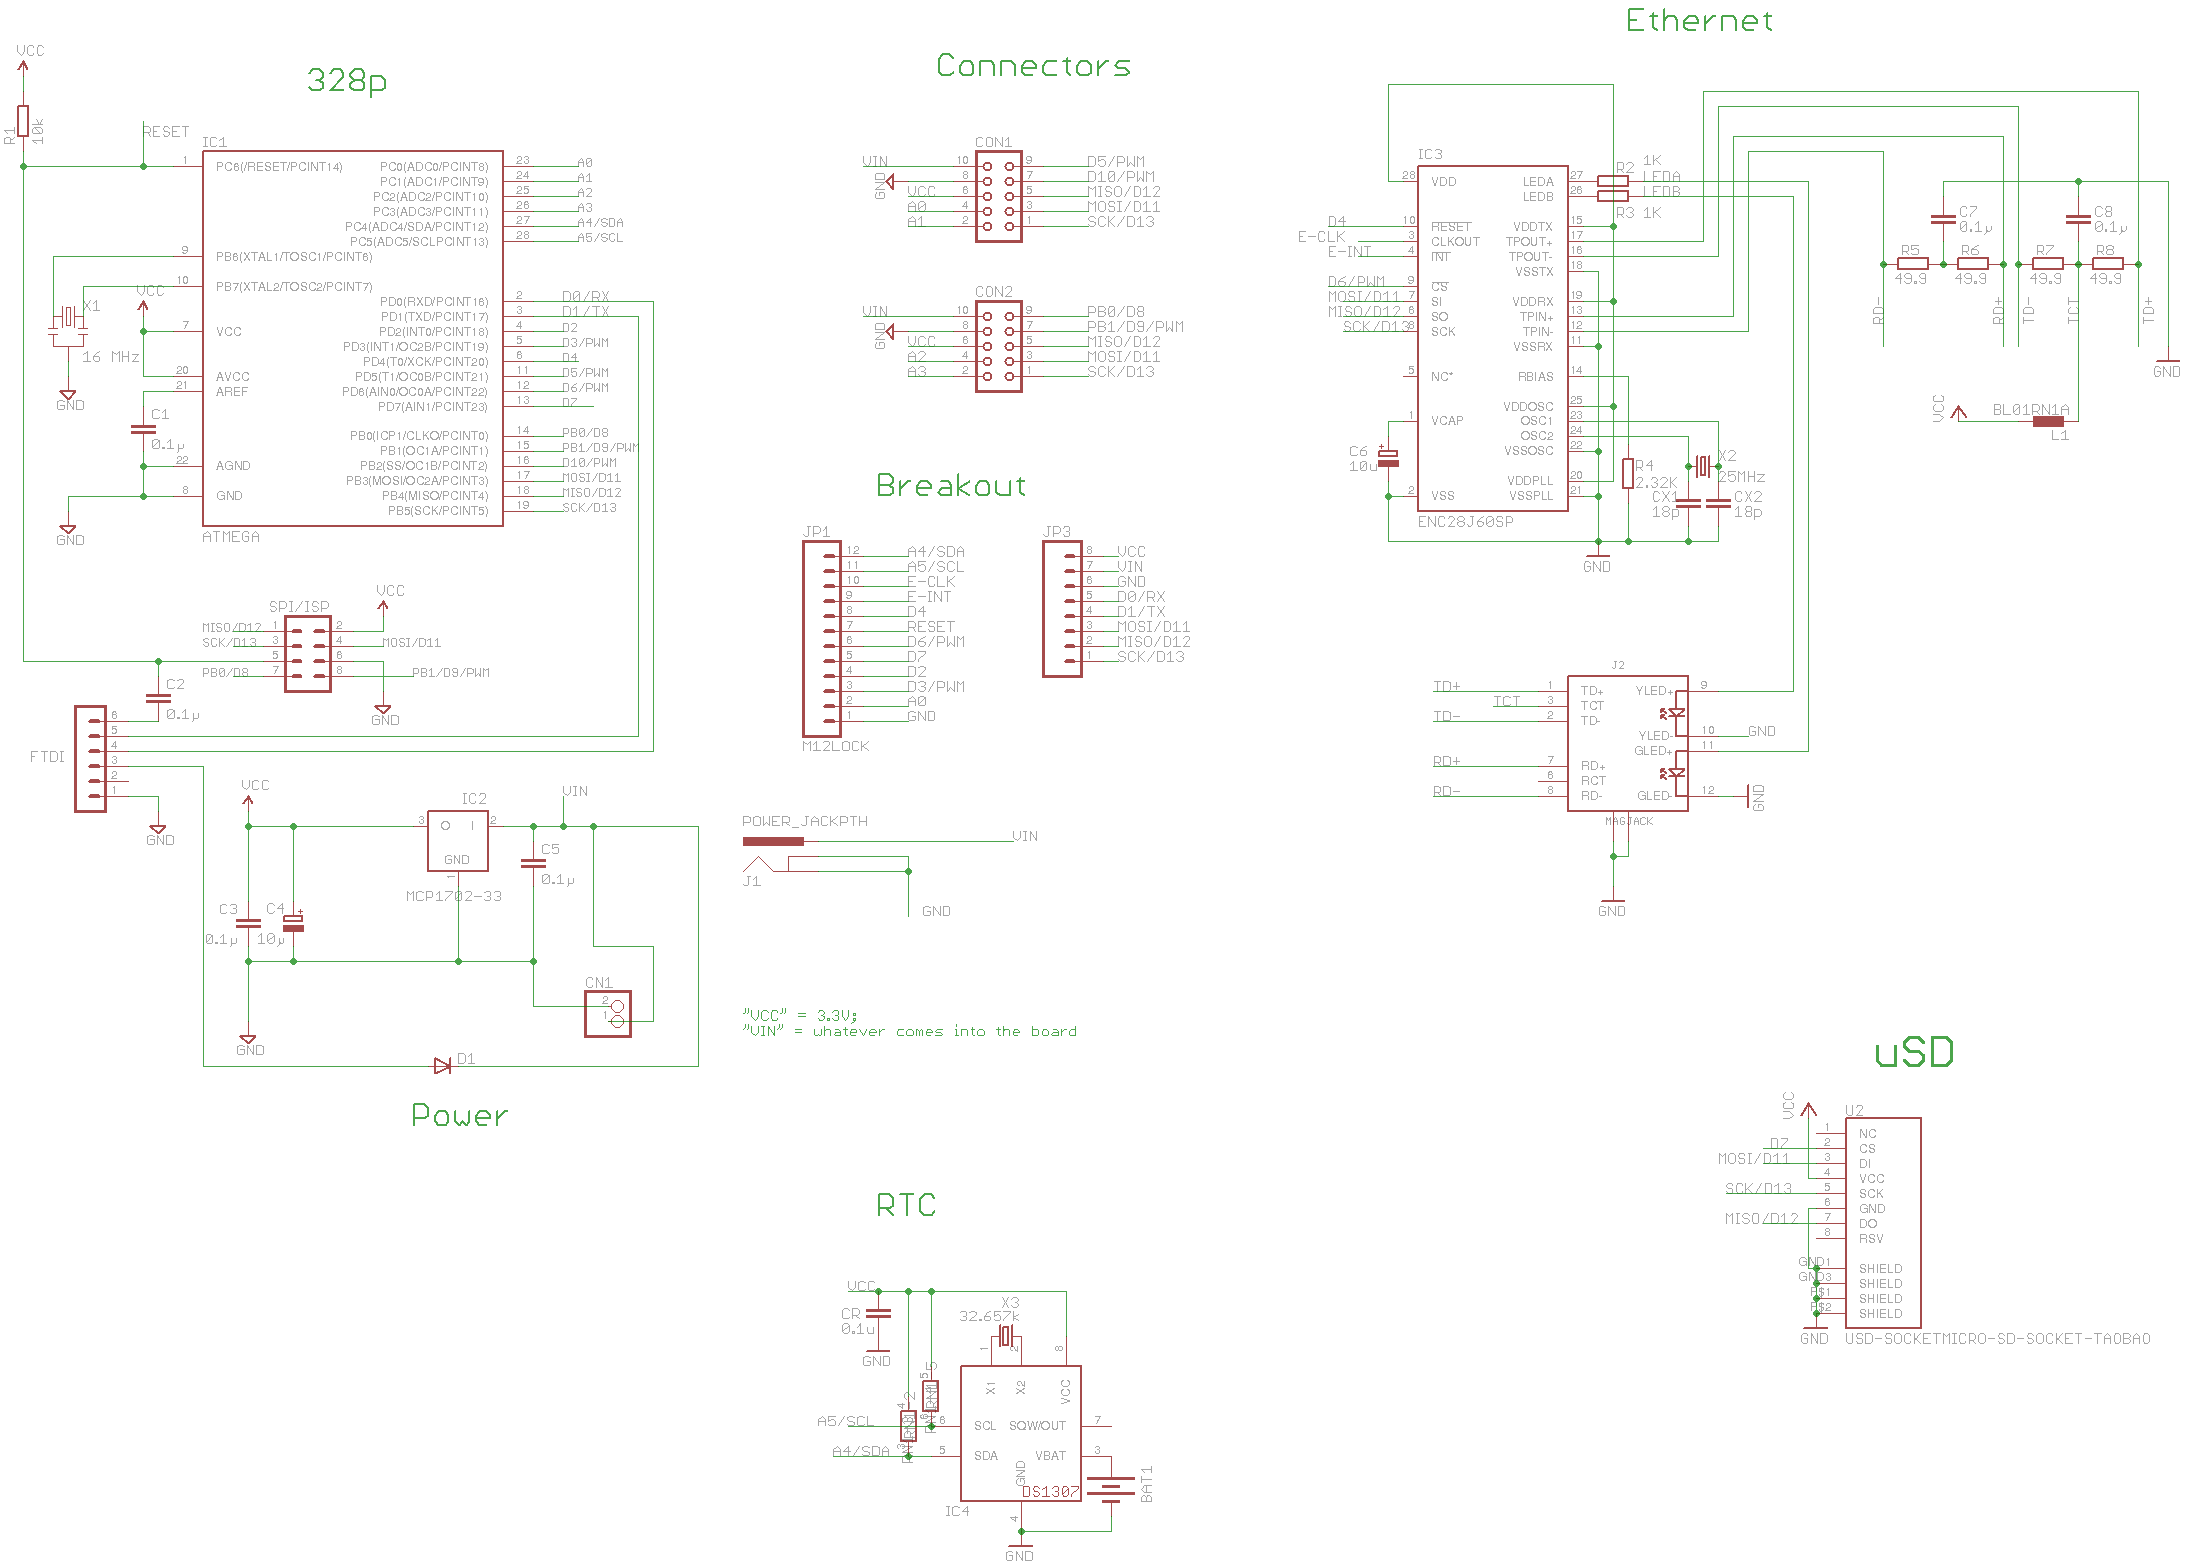 Ethernet
Connectors
328p
VCC
R1
10k
RESET
IC1
1 PC6(/RESET/PCINT14) PC0(ADC0/PCINT8) 23 A0
PC1(ADC1/PCINT9) 24 A1
PC2(ADC2/PCINT10) 25 A2
PC3(ADC3/PCINT11) 26 A3
PC4(ADC4/SDA/PCINT12) 27 A4/SDA
PC5(ADC5/SCLPCINT13) 28 A5/SCL
9 PB6(XTAL1/TOSC1/PCINT6)
10 PB7(XTAL2/TOSC2/PCINT7)
PD0(RXD/PCINT16) 2 D0/RX
PD1(TXD/PCINT17) 3 D1/TX
PD2(INT0/PCINT18) 4 D2
PD3(INT1/OC2B/PCINT19) 5 D3/PWM
PD4(T0/XCK/PCINT20) 6 D4
PD5(T1/OC0B/PCINT21) 11 D5/PWM
PD6(AIN0/OC0A/PCINT22) 12 D6/PWM
PD7(AIN1/PCINT23) 13 D7
PB0(ICP1/CLKO/PCINT0) 14 PB0/D8
PB1(OC1A/PCINT1) 15 PB1/D9/PWM
PB2(SS/OC1B/PCINT2) 16 D10/PWM
PB3(MOSI/OC2A/PCINT3) 17 MOSI/D11
PB4(MISO/PCINT4) 18 MISO/D12
PB5(SCK/PCINT5) 19 SCK/D13
VCC
7 VCC
20 AVCC
21 AREF
22 AGND
8 GND
ATMEGA
X1
16 MHz
GND
C1
0.1µ
GND
CON1
VIN 10 9 D5/PWM
GND 8 7 D10/PWM
VCC 6 5 MISO/D12
A0 4 3 MOSI/D11
A1 2 1 SCK/D13
CON2
VIN 10 9 PB0/D8
GND 8 7 PB1/D9/PWM
VCC 6 5 MISO/D12
A2 4 3 MOSI/D11
A3 2 1 SCK/D13
Breakout
JP1
12 A4/SDA
11 A5/SCL
10 E-CLK
9 E-INT
8 D4
7 RESET
6 D6/PWM
5 D7
4 D2
3 D3/PWM
2 A0
1 GND
M12LOCK
JP3
8 VCC
7 VIN
6 GND
5 D0/RX
4 D1/TX
3 MOSI/D11
2 MISO/D12
1 SCK/D13
IC3
28 VDD LEDA 27
LEDB 26
R2 1K
LEDA
LEDB
R3 1K
D4 10 RESET VDDTX 15
E-CLK 3 CLKOUT TPOUT+ 17
E-INT 4 INT TPOUT- 16
VSSTX 18
D6/PWM 9 CS VDDRX 19
MOSI/D11 7 SI
MISO/D12 6 SO TPIN+ 13
SCK/D13 8 SCK TPIN- 12
VSSRX 11
5 NC* RBIAS 14
VDDOSC 25
1 VCAP OSC1 23
OSC2 24
VSSOSC 22
VDDPLL 20
2 VSS VSSPLL 21
ENC28J60SP
C6
10u
R4
2.32K
X2
25MHz
CX1
18p
CX2
18p
GND
C7
0.1µ
C8
0.1µ
R5
49.9
R6
49.9
R7
49.9
R8
49.9
RD-
RD+
TD-
TCT
TD+
GND
VCC
BL01RN1A
L1
SPI/ISP
VCC
MISO/D12 1 2
SCK/D13 3 4 MOSI/D11
5 6
PB0/D8 7 8 PB1/D9/PWM
GND
C2
0.1µ
FTDI
6
5
4
3
2
1
GND
VCC
IC2
VIN
3 O I 2
GND
1
MCP1702-33
C3
0.1µ
C4
10µ
C5
0.1µ
GND
CN1
2
1
D1
Power
POWER_JACKPTH
VIN
J1
GND
"VCC" = 3.3V;
"VIN" = whatever comes into the board
J2
TD+ 1 TD+ YLED+ 9
TCT 3 TCT
TD- 2 TD-
YLED- 10 GND
GLED+ 11
RD+ 7 RD+
6 RCT
RD- 8 RD- GLED- 12 GND
MAGJACK
GND
uSD
VCC
U2
1 NC
D7 2 CS
MOSI/D11 3 DI
4 VCC
SCK/D13 5 SCK
6 GND
MISO/D12 7 DO
8 RSV
GND1 SHIELD
GND3 SHIELD
SHIELD
SHIELD
GND
USD-SOCKETMICRO-SD-SOCKET-TAOBAO
RTC
VCC
CR
0.1u
GND
X3
32.657k
1
2
8
X1
X2
VCC
A5/SCL 6 SCL SQW/OUT 7
A4/SDA 5 SDA VBAT 3
GND
DS1307
IC4
4
GND
BAT1